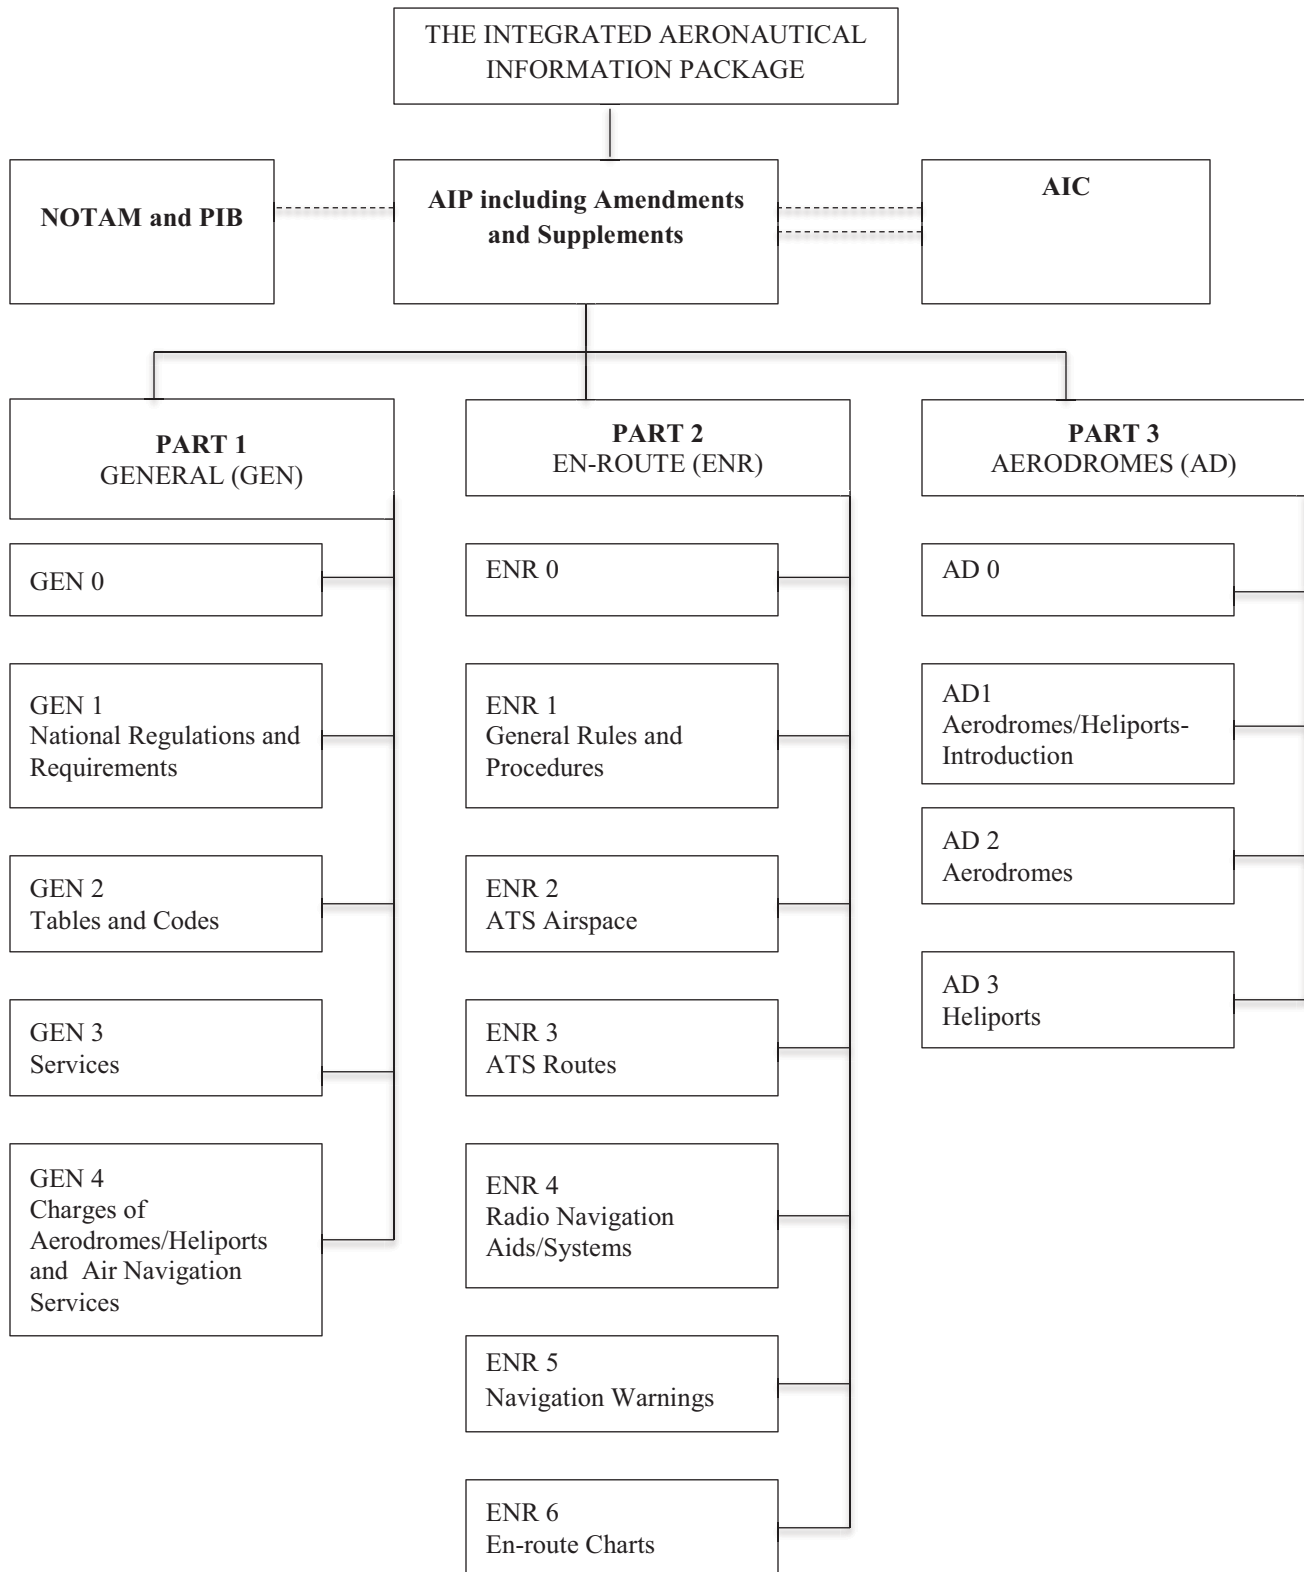 THE INTEGRATED AERONAUTICAL
INFORMATION PACKAGE
NOTAM and PIB
AIP including Amendments
and Supplements
AIC
PART 1
GENERAL (GEN)
GEN 0
GEN 1
National Regulations and
Requirements
GEN 2
Tables and Codes
GEN 3
Services
GEN 4
Charges of
Aerodromes/Heliports
and Air Navigation
Services
PART 2
EN-ROUTE (ENR)
ENR 0
ENR 1
General Rules and
Procedures
ENR 2
ATS Airspace
ENR 3
ATS Routes
ENR 4
Radio Navigation
Aids/Systems
ENR 5
Navigation Warnings
ENR 6
En-route Charts
PART 3
AERODROMES (AD)
AD 0
AD1
Aerodromes/Heliports-
Introduction
AD 2
Aerodromes
AD 3
Heliports